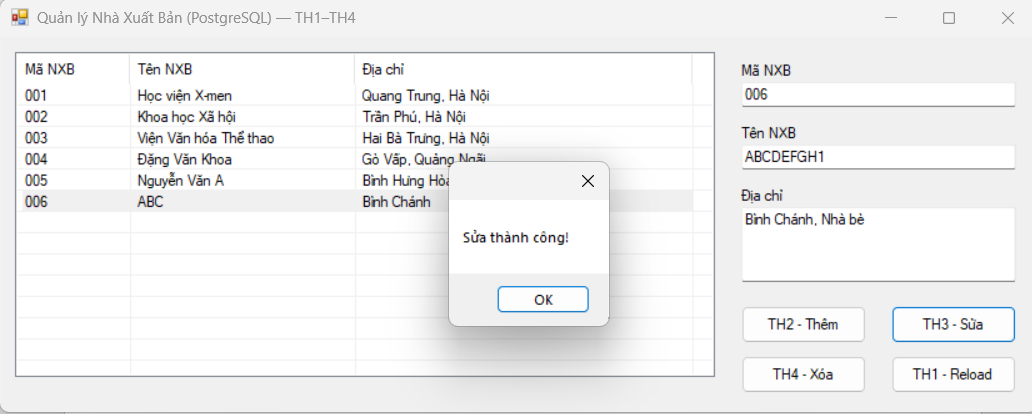 Quản lý Nhà Xuất Bản (PostgreSQL) — TH1–TH4
Mã NXB Tên NXB Địa chỉ
001 Học viện X-men Quang Trung, Hà Nội
002 Khoa học Xã hội Trần Phú, Hà Nội
003 Viện Văn hóa Thể thao Hai Bà Trưng, Hà Nội
004 Đặng Văn Khoa Gò Vấp, Quảng Ngãi
005 Nguyễn Văn A Bình Hưng Hòa
006 ABC Bình Chánh
Sửa thành công!
OK
Mã NXB
006
Tên NXB
ABCDEFGH1
Địa chỉ
Bình Chánh, Nhà bè
TH2 - Thêm TH3 - Sửa
TH4 - Xóa TH1 - Reload